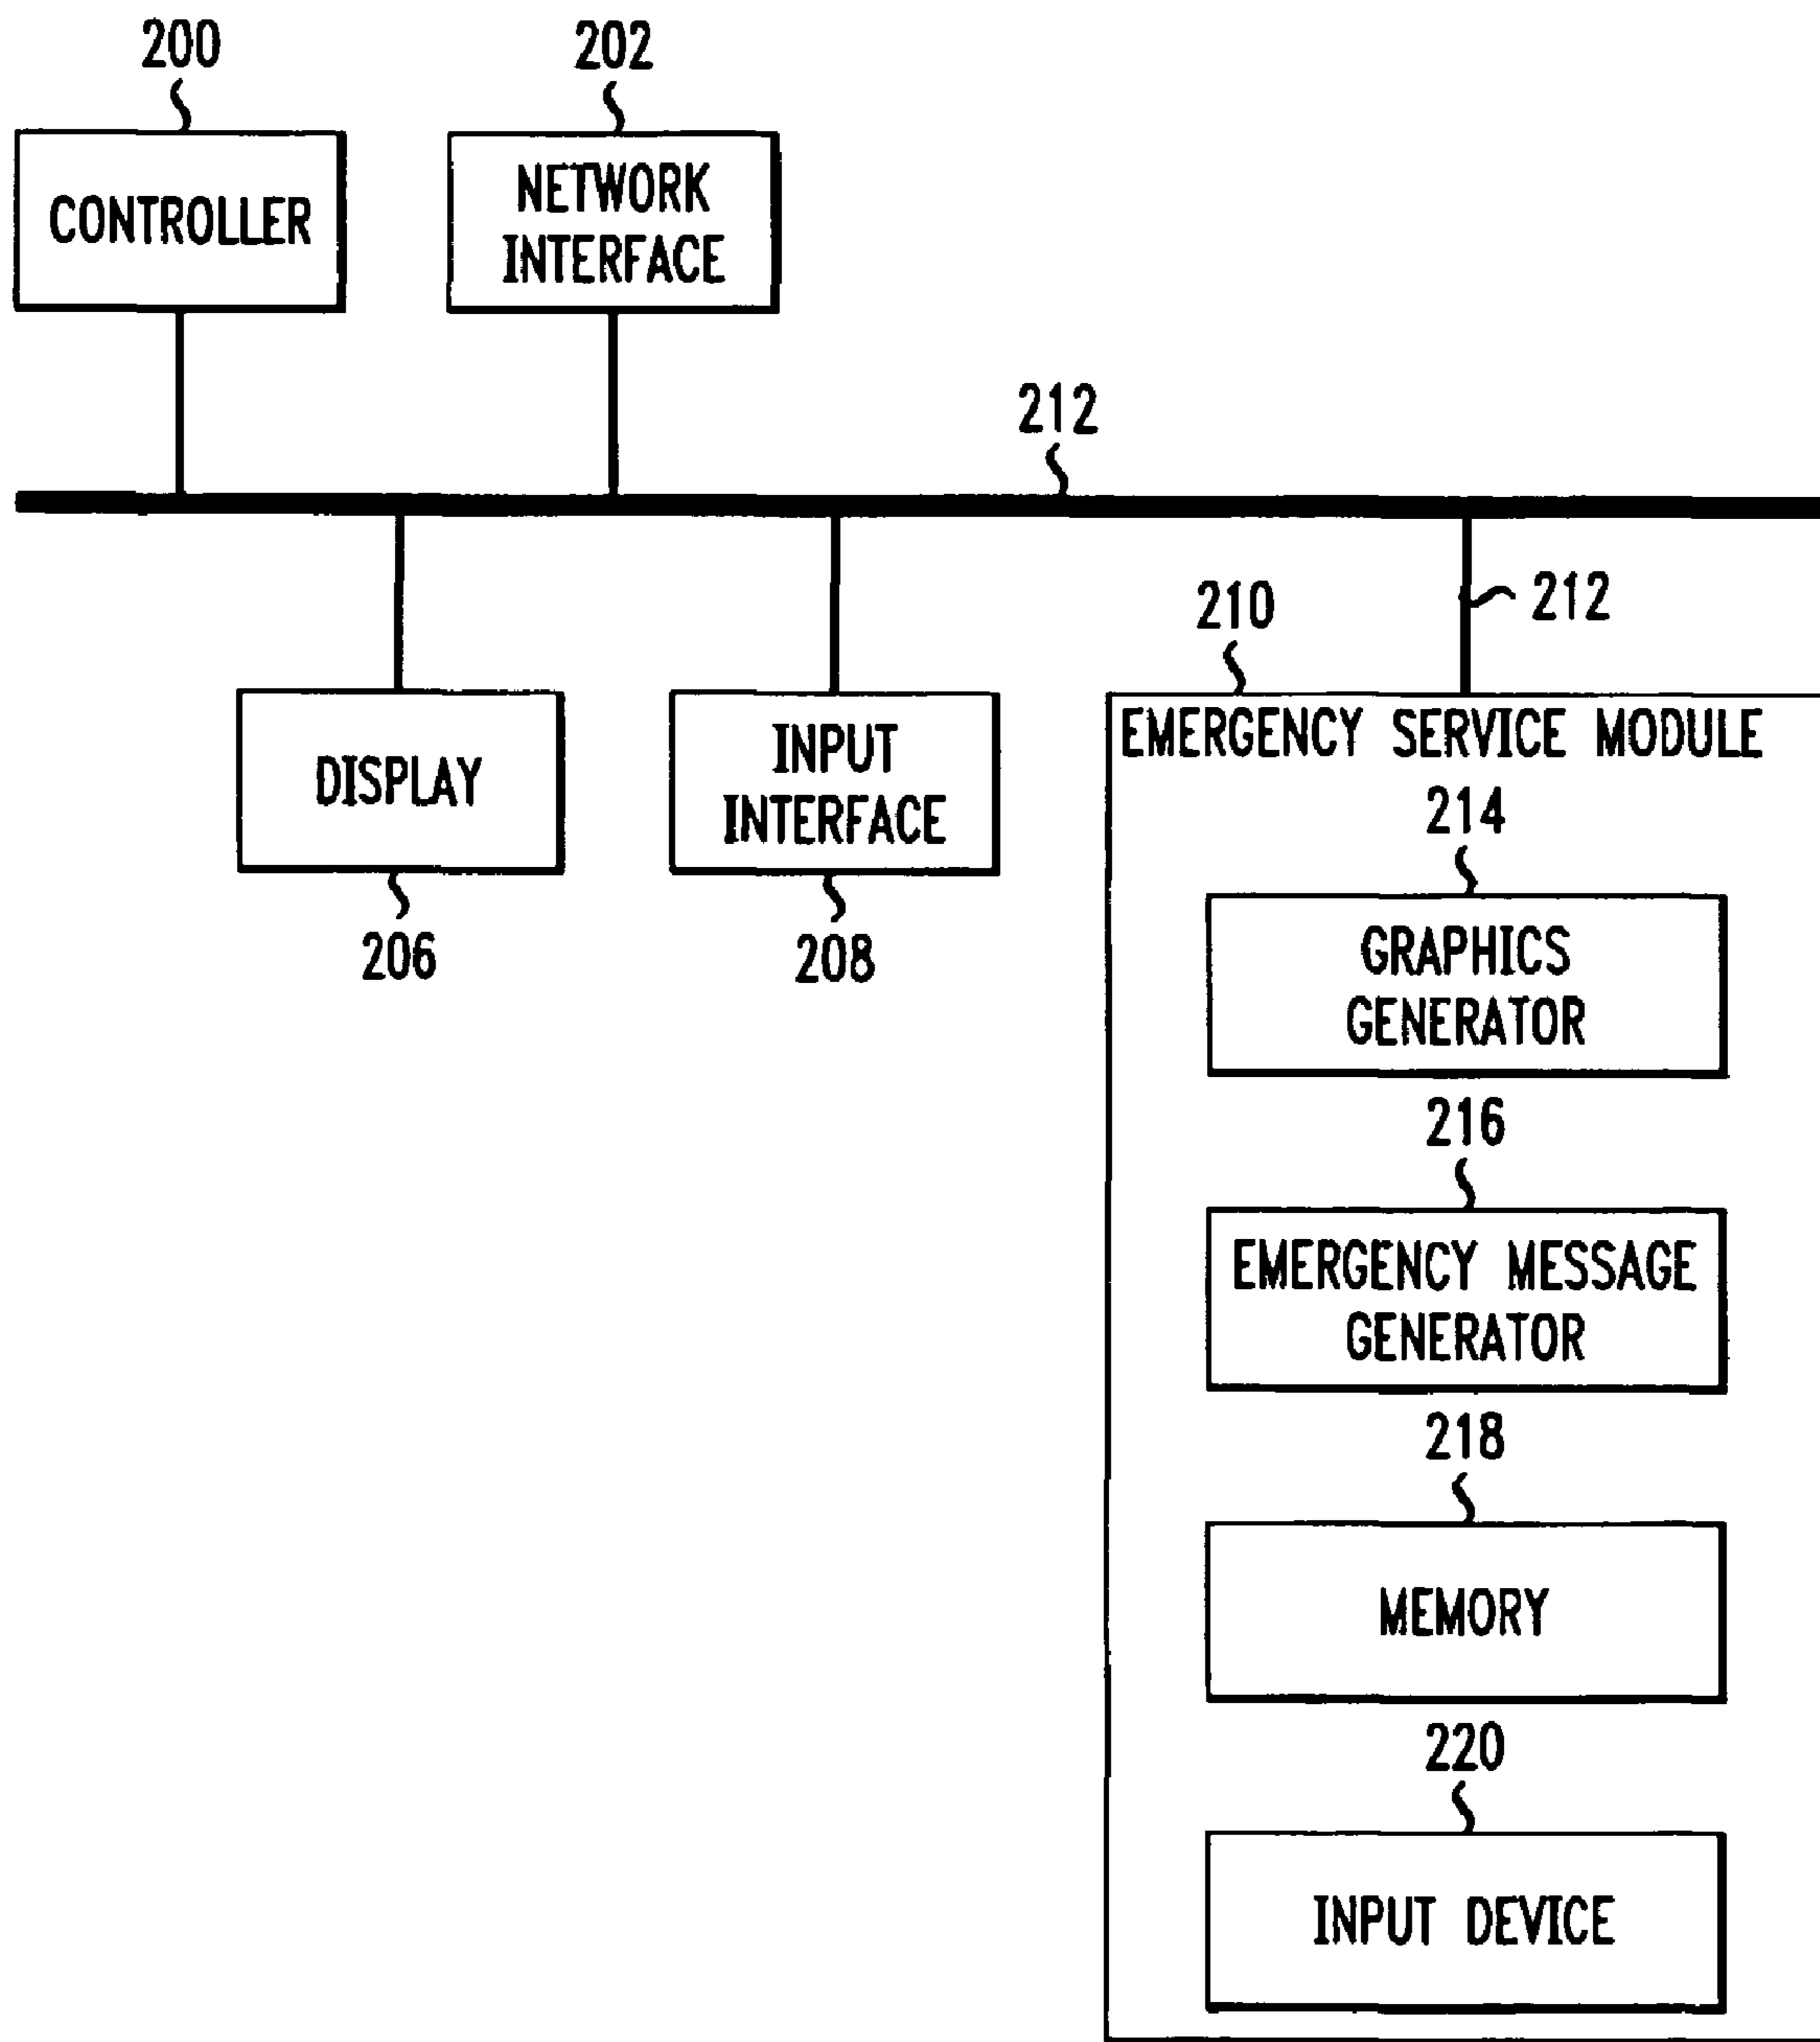 200
202
CONTROLLER
NETWORK
INTERFACE
212
212
210
DISPLAY
206
INPUT
INTERFACE
208
EMERGENCY SERVICE MODULE
214
GRAPHICS
GENERATOR
216
EMERGENCY MESSAGE
GENERATOR
218
MEMORY
220
INPUT DEVICE